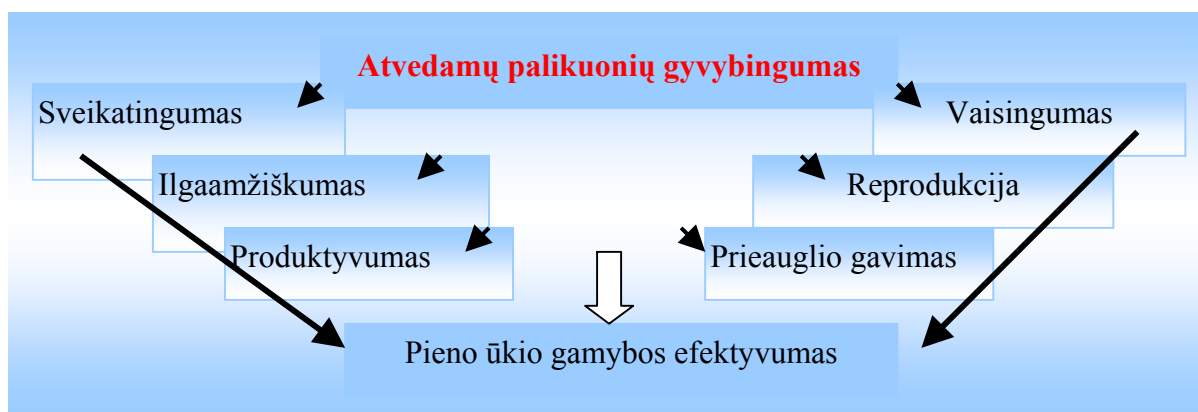 Atvedamų palikuonių gyvybingumas
Sveikatingumas
Vaisingumas
Ilgaamžiškumas
Reprodukcija
Produktyvumas
Prieauglio gavimas
Pieno ūkio gamybos efektyvumas